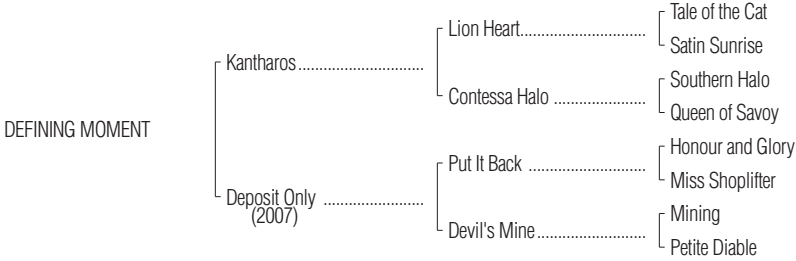 Tale of the Cat
Lion Heart..............................
Satin Sunrise
Kantharos..............................
Southern Halo
Contessa Halo ......................
Queen of Savoy
DEFINING MOMENT
Honour and Glory
Put It Back ............................
Miss Shoplifter
Deposit Only ........................
(2007)
Mining
Devil's Mine..........................
Petite Diable